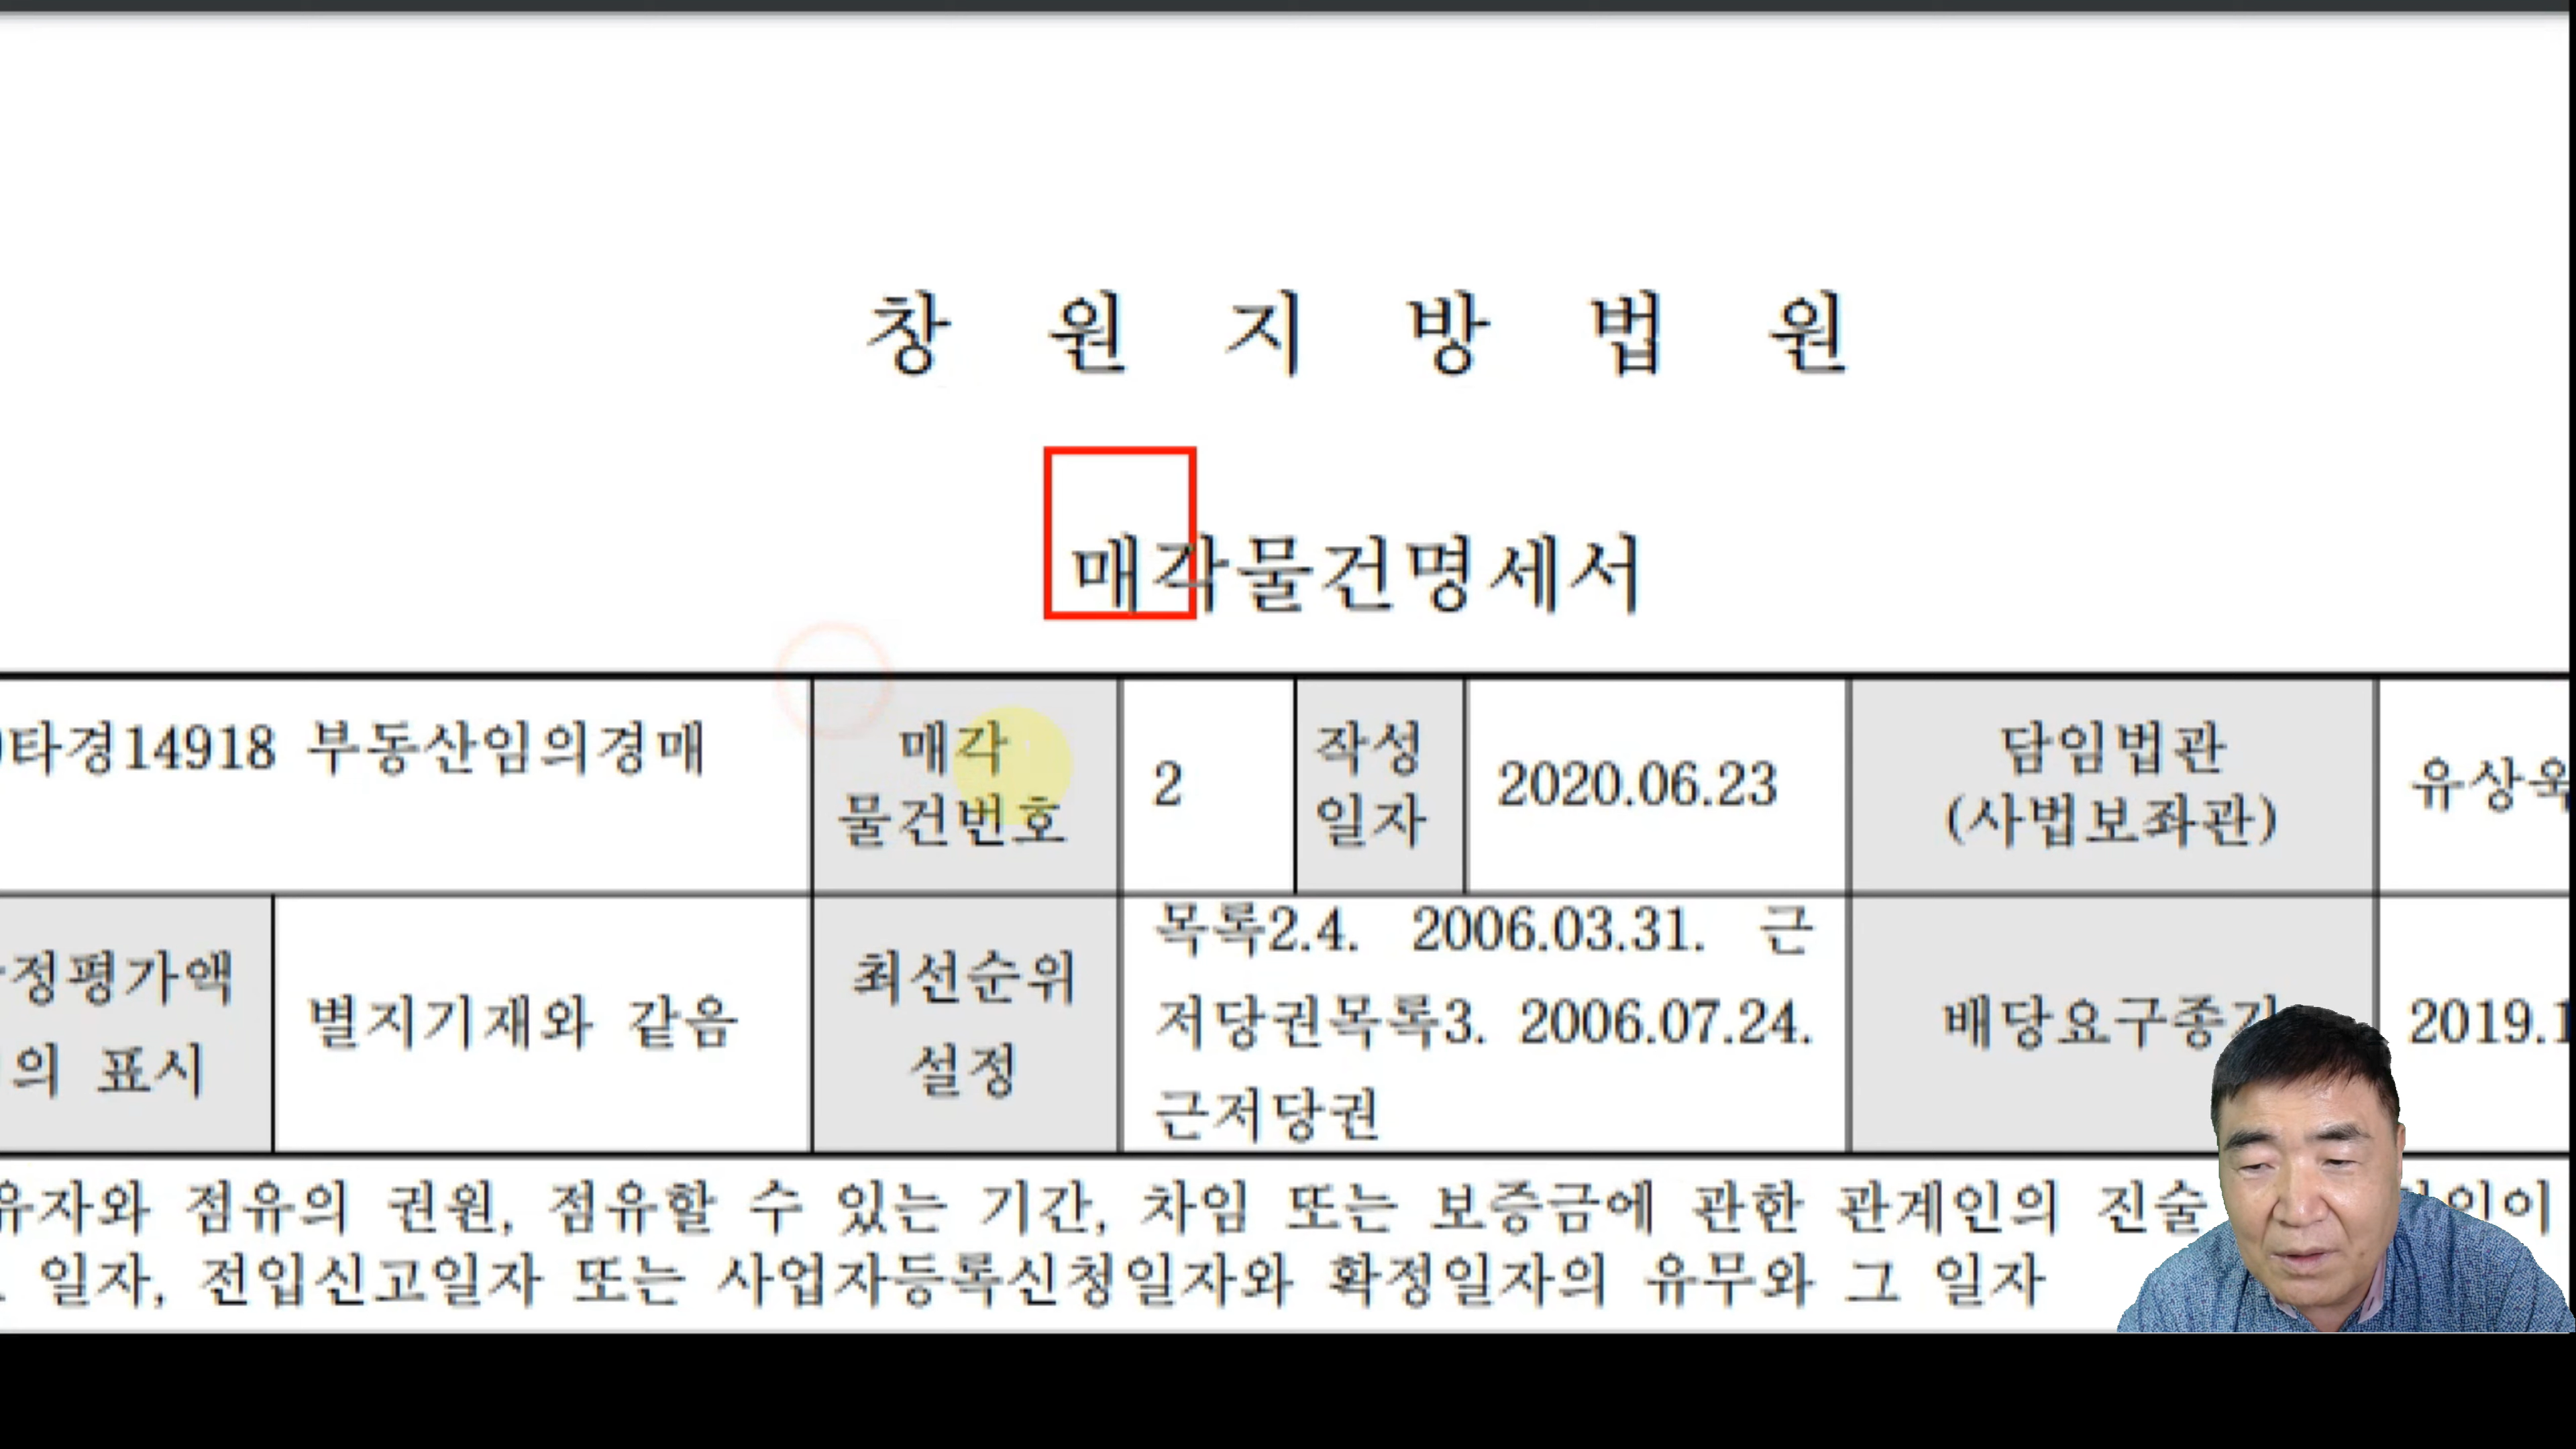 창 원 지 방 법 원
매각물건명세서
타경14918 부동산임의경매
매각
물건번호
2
작성
일자
2020.06.23
담임법관
(사법보좌관)
유상욱
정평가액
의 표시
별지기재와 같음
최선순위
설정
목록2.4. 2006.03.31. 근
저당권목록3. 2006.07.24.
근저당권
배당요구종기
2019.1
유자와 점유의 권원, 점유할 수 있는 기간, 차임 또는 보증금에 관한 관계인의 진술
일자, 전입신고일자 또는 사업자등록신청일자와 확정일자의 유무와 그 일자